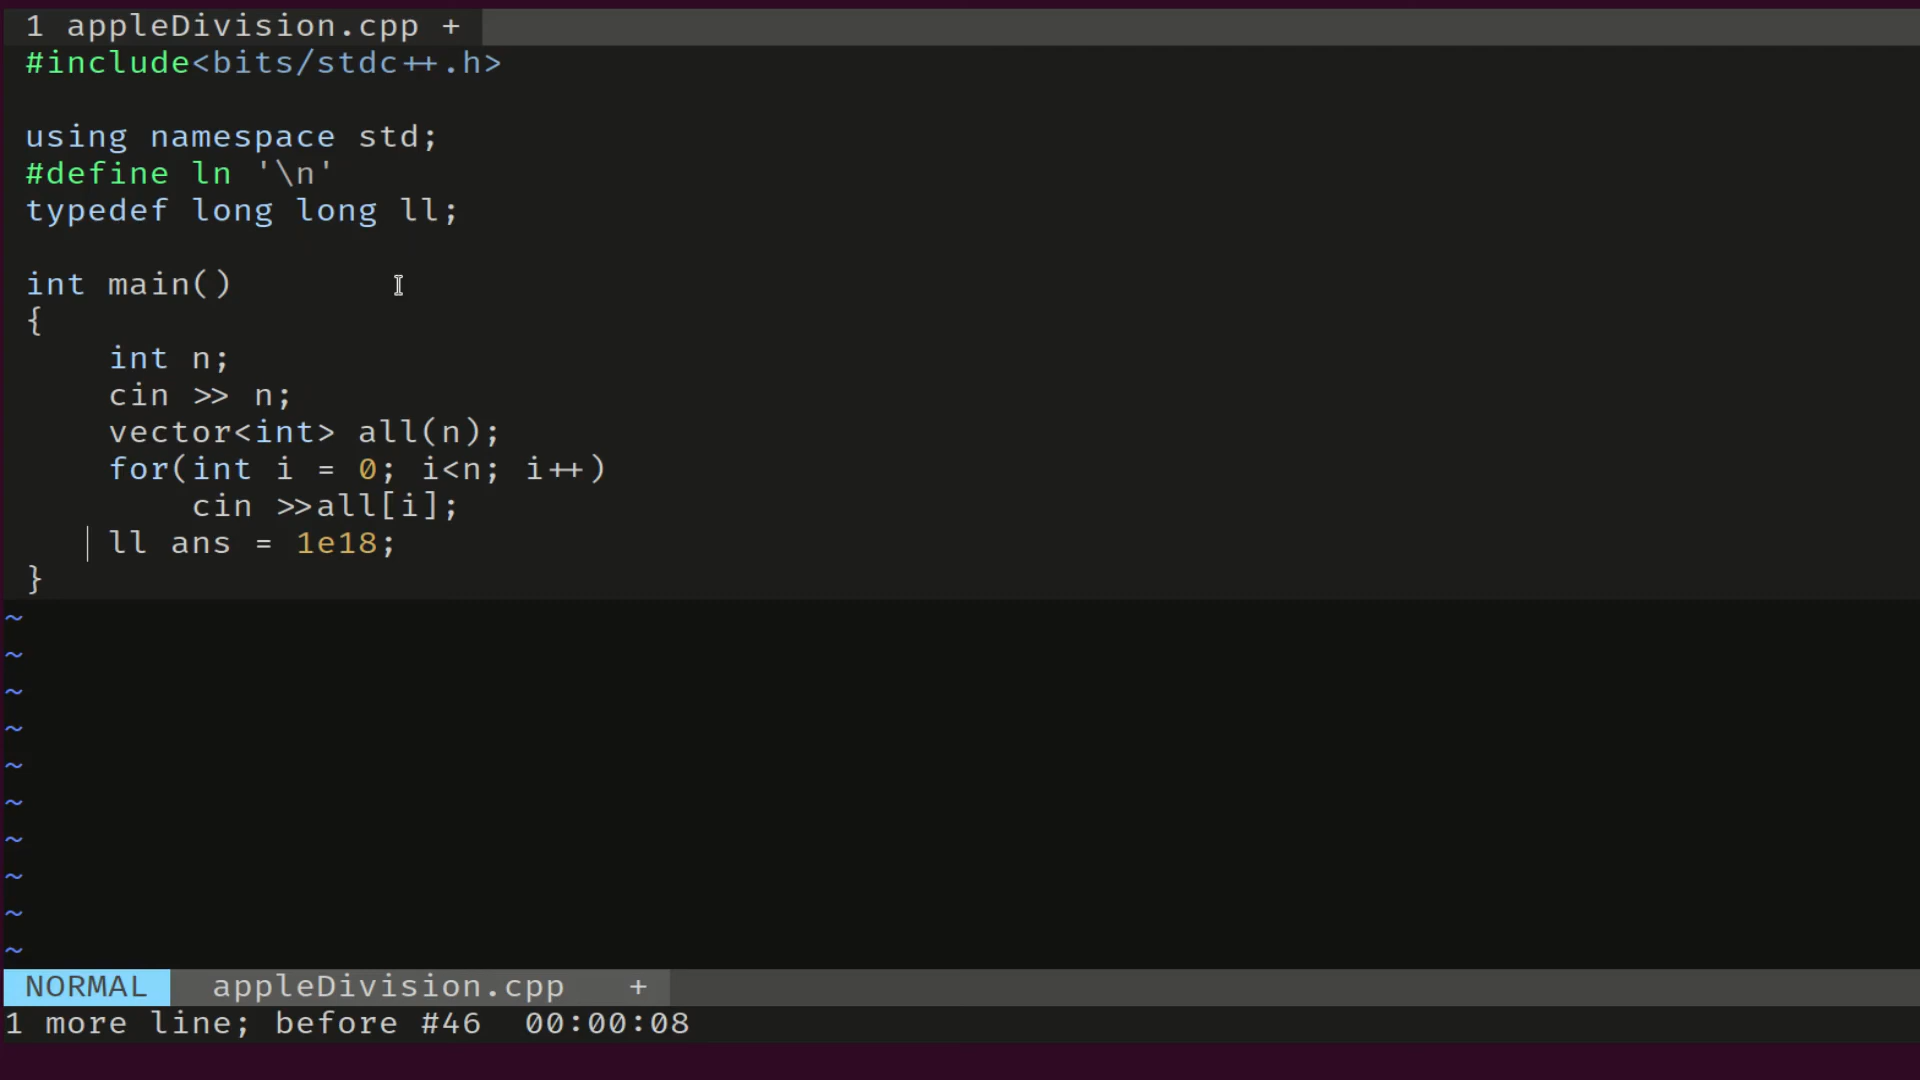 1 appleDivision.cpp +
#include<bits/stdc++.h>
using namespace std;
#define ln '\n'
typedef long long ll;
int main()
{
int n;
cin >> n;
vector<int> all(n);
for(int i = 0; i<n; i++)
cin >>all[i];
ll ans = 1e18;
}
~
~
~
~
~
~
~
~
~
~
NORMAL appleDivision.cpp +
1 more line; before #46 00:00:08